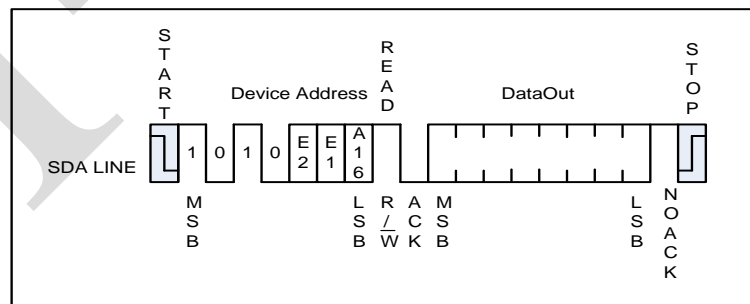 START
READ
STOP
Device Address
DataOut
SDA LINE
1 0 1 0 E2 E1 A16
MSB
LSB
R/W
ACK
MSB
LSB
NOACK